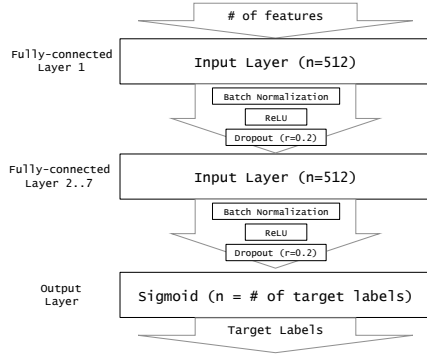 # of features
Fully-connected
Layer 1
Input Layer (n=512)
Batch Normalization
ReLU
Dropout (r=0.2)
Fully-connected
Layer 2..7
Input Layer (n=512)
Batch Normalization
ReLU
Dropout (r=0.2)
Output
Layer
Sigmoid (n = # of target labels)
Target Labels